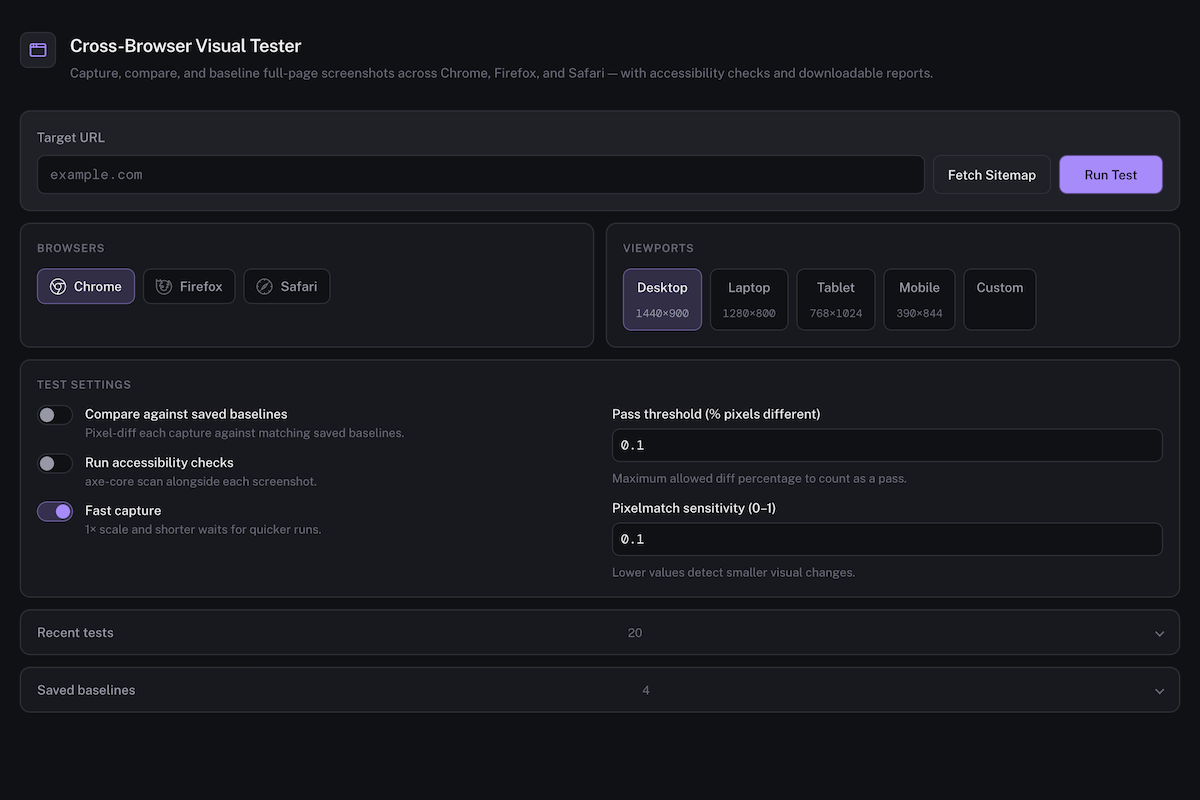 Cross-Browser Visual Tester
Capture, compare, and baseline full-page screenshots across Chrome, Firefox, and Safari — with accessibility checks and downloadable reports.
Target URL
example.com
Fetch Sitemap
Run Test
BROWSERS
Chrome
Firefox
Safari
VIEWPORTS
Desktop
1440×900
Laptop
1280×800
Tablet
768×1024
Mobile
390×844
Custom
TEST SETTINGS
Compare against saved baselines
Pixel-diff each capture against matching saved baselines.
Run accessibility checks
axe-core scan alongside each screenshot.
Fast capture
1× scale and shorter waits for quicker runs.
Pass threshold (% pixels different)
0.1
Maximum allowed diff percentage to count as a pass.
Pixelmatch sensitivity (0–1)
0.1
Lower values detect smaller visual changes.
Recent tests
20
Saved baselines
4